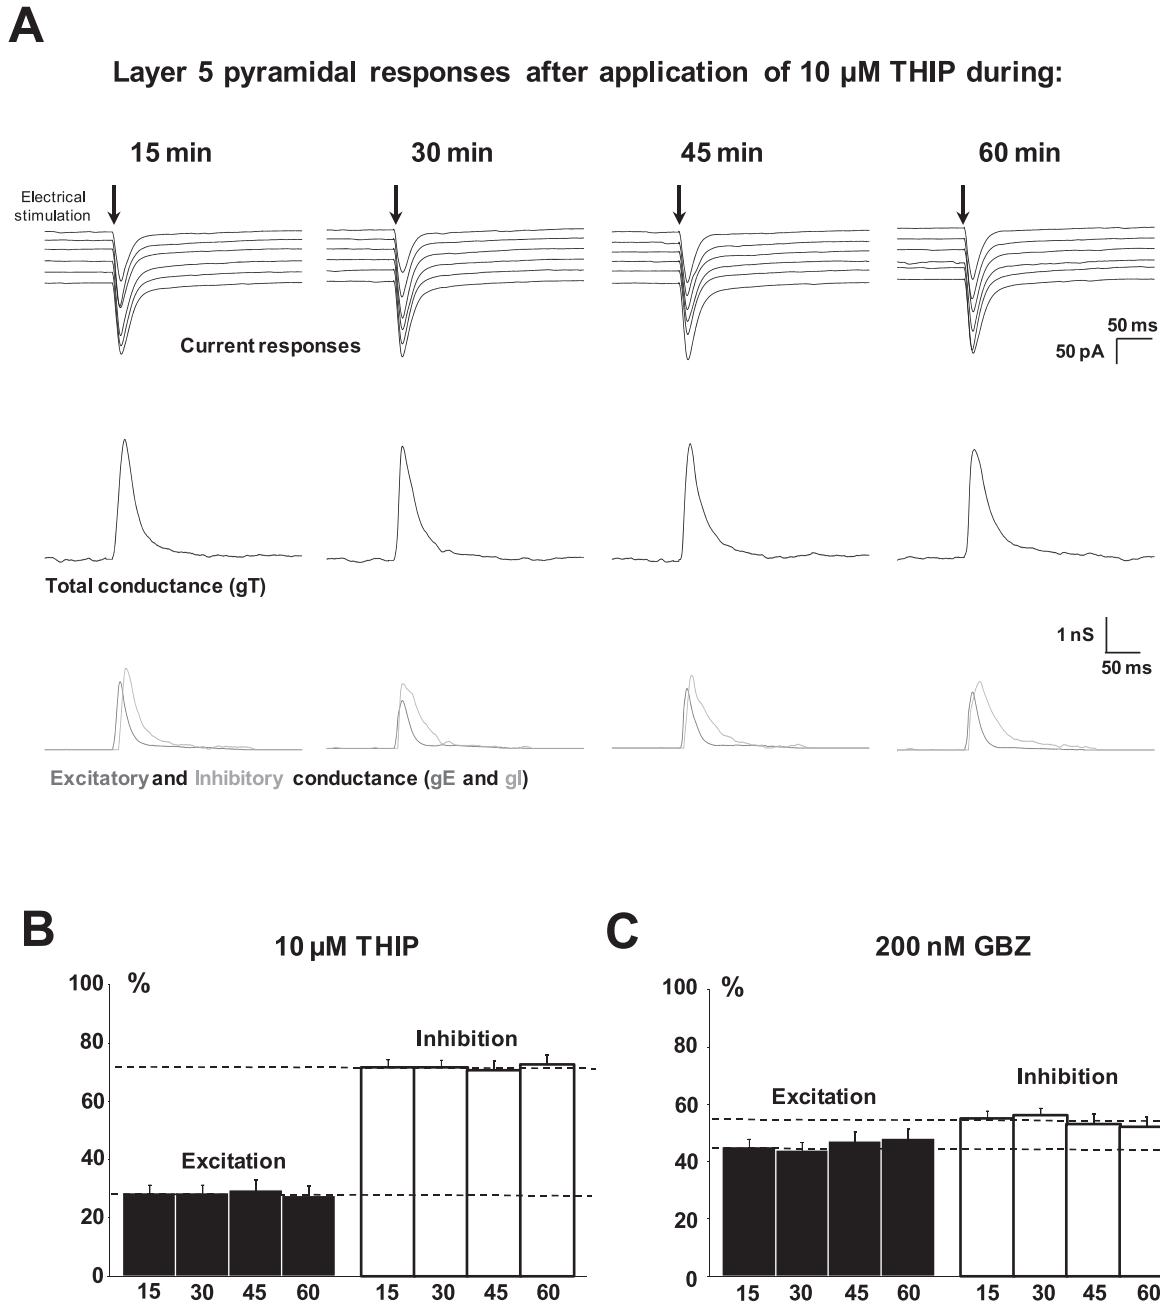 A
Layer 5 pyramidal responses after application of 10 µM THIP during:
15 min 30 min 45 min 60 min
Electrical
stimulation
Current responses
50 ms
50 pA
Total conductance (gT)
1 nS
50 ms
Excitatory and Inhibitory conductance (gE and gI)
B
10 µM THIP
100
%
80
60
40
20
0
Inhibition
Excitation
15 30 45 60 15 30 45 60
C
200 nM GBZ
100
%
80
60
40
20
0
Inhibition
Excitation
15 30 45 60 15 30 45 60